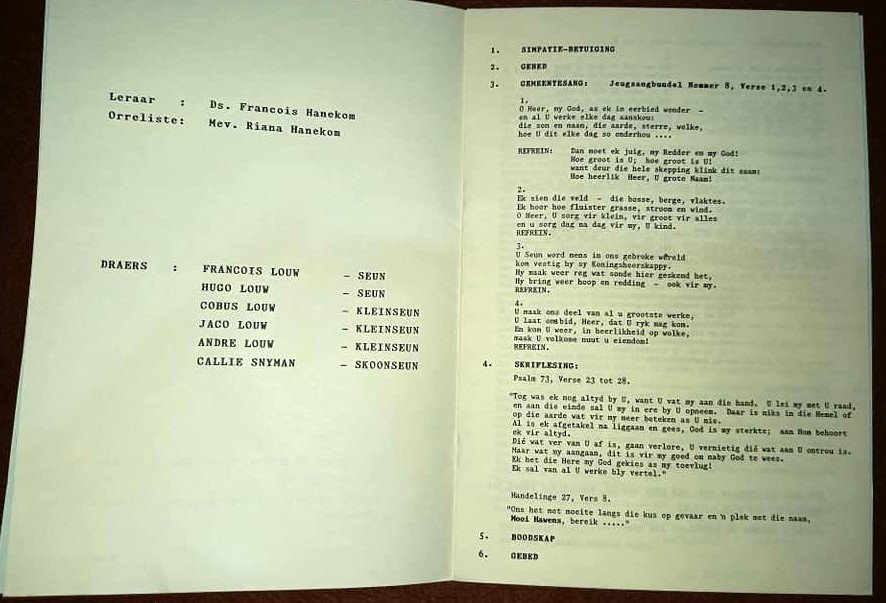 Leraar : Ds. Francois Hanekom
Orreliste: Mev. Riana Hanekom
DRAERS : FRANCOIS LOUW – SEUN
HUGO LOUW – SEUN
COBUS LOUW – KLEINSEUN
JACO LOUW – KLEINSEUN
ANDRE LOUW – KLEINSEUN
CALLIE SNYMAN – SKOONSEUN
1. SIMPATIE-BETUIGING
2. GEBED
3. GEMEENTESANG: Jeugsangbundel Nommer 8, Verse 1,2,3 en 4.
1.
O Heer, my God, as ek in eerbied wonder –
en al U werke elke dag aanskou:
die son en maan, die aarde, sterre, wolke,
hoe U dit elke dag so onderhou ....
REFREIN: Dan moet ek juig, my Redder en my God!
Hoe groot is U; hoe groot is U!
want deur die hele skepping klink dit saam:
Hoe heerlik Heer, U grote Naam!
2.
Ek sien die veld – die bosse, berge, vlaktes.
Ek hoor hoe fluister grasse, stroom en wind.
O Heer, U sorg vir klein, vir groot vir alles
en u sorg dag na dag vir my, U kind.
REFREIN.
3.
U Seun word mens in ons gebroke wêreld
kom vestig hy sy Koningsheerskappy.
Hy maak weer reg wat sonde hier geskend het,
Hy bring weer hoop en redding – ook vir my.
REFREIN.
4.
U maak ons deel van al u grootste werke,
U laat ons bid, Heer, dat U ryk mag kom.
En kom U weer, in heerlikheid op wolke,
maak U volkome nuut u eiendom!
REFREIN.
4. SKRIFLESING:
Psalm 73, Verse 23 tot 28.
"Tog was ek nog altyd by U, want U vat my aan die hand. U lei my met U raad,
en aan die einde sal U my in ere by U opneem. Daar is niks in die Hemel of
op die aarde wat vir my meer beteken as U nie.
Al is ek afgetakel na liggaam en gees, God is my sterkte; aan Hom behoort
ek vir altyd.
Dié wat ver van U af is, gaan verlore, U vernietig dié wat aan U ontrou is.
Maar wat my aangaan, dit is vir my goed om naby God te wees.
Ek het die Here my God gekies as my toevlug!
Ek sal van al U werke bly vertel."
Handelinge 27, Vers 8.
"Ons het met moeite langs die kus op gevaar en 'n plek met die naam,
Mooi Hawens, bereik ....."
5. BOODSKAP
6. GEBED